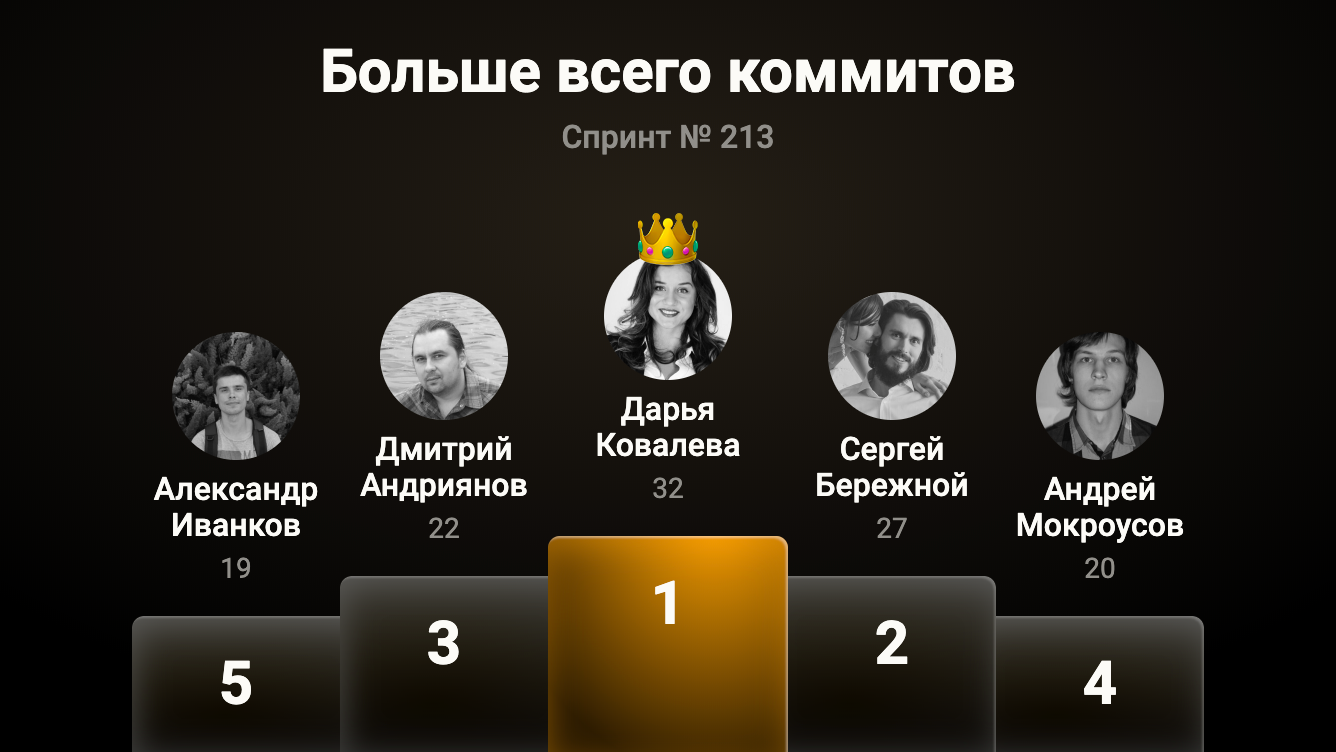 Больше всего коммитов
Спринт № 213
Дарья
Ковалева
32
Дмитрий
Андриянов
22
Сергей
Бережной
27
Александр
Иванков
19
Андрей
Мокроусов
20
1
3
2
5
4